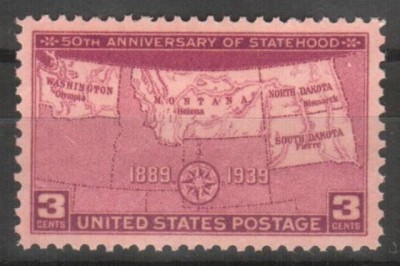 50TH ANNIVERSARY OF STATEHOOD
WASHINGTON
Olympia
MONTANA
Helena
NORTH DAKOTA
Bismarck
SOUTH DAKOTA
Pierre
1889 1939
3 CENTS UNITED STATES POSTAGE 3 CENTS